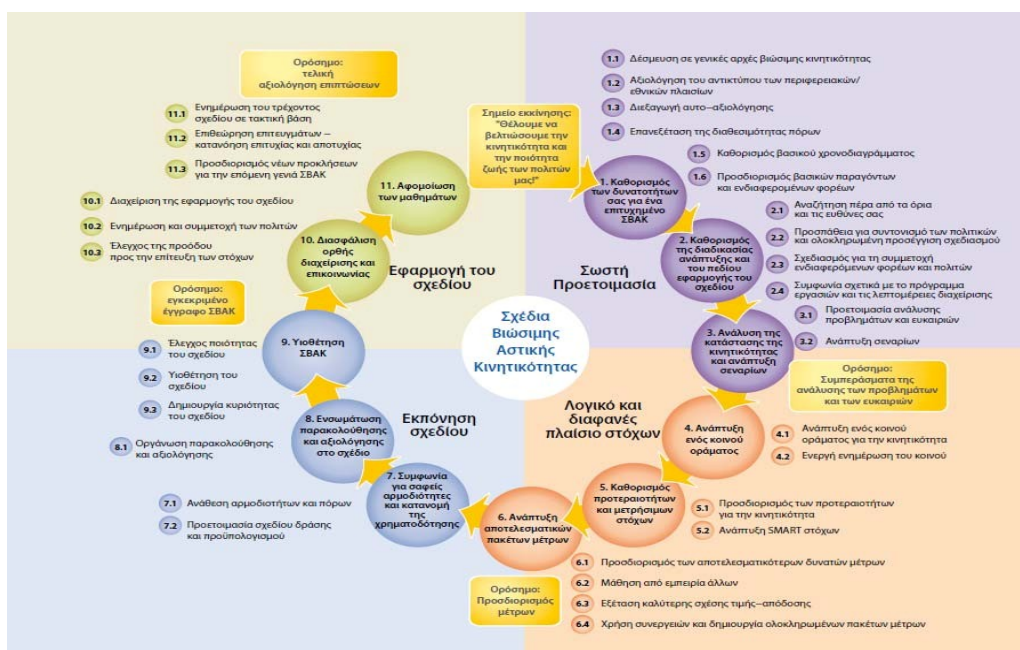 Σημείο εκκίνησης:
"Θέλουμε να
βελτιώσουμε την
κινητικότητα και
την ποιότητα
ζωής των πολιτών
μας!"
1.1 Δέσμευση σε γενικές αρχές βιώσιμης κινητικότητας
1.2 Αξιολόγηση του αντικτύπου των περιφερειακών/
εθνικών πλαισίων
1.3 Διεξαγωγή αυτο–αξιολόγησης
1.4 Επανεξέταση της διαθεσιμότητας πόρων
1.5 Καθορισμός βασικού χρονοδιαγράμματος
1.6 Προσδιορισμός βασικών παραγόντων
και ενδιαφερομένων φορέων
1. Καθορισμός
των δυνατοτήτων
σας για ένα
επιτυχημένο
ΣΒΑΚ
2.1 Αναζήτηση πέρα από τα όρια
και τις ευθύνες σας
2.2 Προσπάθεια για συντονισμό των πολιτικών
και ολοκληρωμένη προσέγγιση σχεδιασμού
2.3 Σχεδιασμός για τη συμμετοχή
ενδιαφερόμενων φορέων και πολιτών
2.4 Συμφωνία σχετικά με το πρόγραμμα
εργασιών και τις λεπτομέρειες διαχείρισης
2. Καθορισμός
της διαδικασίας
ανάπτυξης και
του πεδίου
εφαρμογής του
σχεδίου
Σωστή
Προετοιμασία
3.1 Προετοιμασία ανάλυσης
προβλημάτων και ευκαιριών
3.2 Ανάπτυξη σεναρίων
3. Ανάλυση της
κατάστασης της
κινητικότητας
και ανάπτυξη
σεναρίων
Ορόσημο:
Συμπεράσματα της
ανάλυσης των προβλημάτων
και των ευκαιριών
Σχέδια
Βιώσιμης
Αστικής
Κινητικότητας
Λογικό και
διαφανές
πλαίσιο στόχων
4. Ανάπτυξη
ενός κοινού
οράματος
4.1 Ανάπτυξη ενός κοινού
οράματος για την κινητικότητα
4.2 Ενεργή ενημέρωση του κοινού
5. Καθορισμός
προτεραιοτήτων
και μετρήσιμων
στόχων
5.1 Προσδιορισμός των προτεραιοτήτων
για την κινητικότητα
5.2 Ανάπτυξη SMART στόχων
6. Ανάπτυξη
αποτελεσματικών
πακέτων μέτρων
6.1 Προσδιορισμός των αποτελεσματικότερων δυνατών μέτρων
6.2 Μάθηση από εμπειρία άλλων
6.3 Εξέταση καλύτερης σχέσης τιμής–απόδοσης
6.4 Χρήση συνεργειών και δημιουργία ολοκληρωμένων πακέτων μέτρων
Ορόσημο:
Προσδιορισμός
μέτρων
Εκπόνηση
σχεδίου
7. Συμφωνία
για σαφείς
αρμοδιότητες
και κατανομή
της
χρηματοδότησης
7.1 Ανάθεση αρμοδιοτήτων και πόρων
7.2 Προετοιμασία σχεδίου δράσης
και προϋπολογισμού
8. Ενσωμάτωση
παρακολούθησης
και αξιολόγησης
στο σχέδιο
8.1 Οργάνωση παρακολούθησης
και αξιολόγησης
9. Υιοθέτηση
ΣΒΑΚ
9.1 Έλεγχος ποιότητας
του σχεδίου
9.2 Υιοθέτηση του
σχεδίου
9.3 Δημιουργία κυριότητας
του σχεδίου
Ορόσημο:
εγκεκριμένο
έγγραφο ΣΒΑΚ
Εφαρμογή του
σχεδίου
10. Διασφάλιση
ορθής
διαχείρισης και
επικοινωνίας
10.1 Διαχείριση της εφαρμογής του σχεδίου
10.2 Ενημέρωση και συμμετοχή των πολιτών
10.3 Έλεγχος της προόδου
προς την επίτευξη των στόχων
11. Αφομοίωση
των μαθημάτων
11.1 Ενημέρωση του τρέχοντος
σχεδίου σε τακτική βάση
11.2 Επιθεώρηση επιτευγμάτων –
κατανόηση επιτυχίας και αποτυχίας
11.3 Προσδιορισμός νέων προκλήσεων
για την επόμενη γενιά ΣΒΑΚ
Ορόσημο:
τελική
αξιολόγηση επιπτώσεων